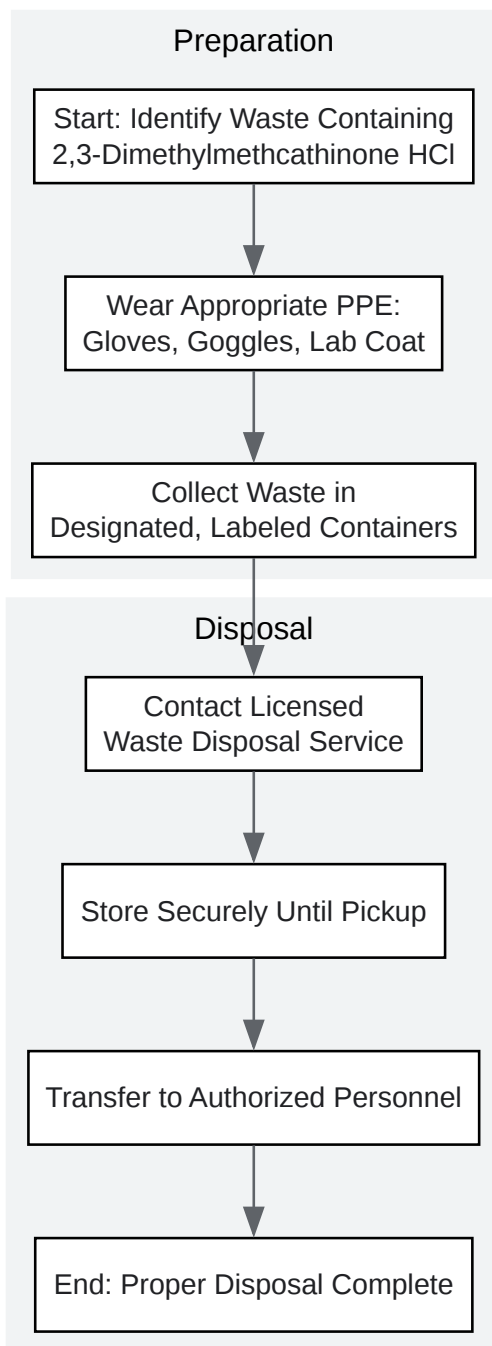 Preparation
Start: Identify Waste Containing
2,3-Dimethylmethcathinone HCl
Wear Appropriate PPE:
Gloves, Goggles, Lab Coat
Collect Waste in
Designated, Labeled Containers
Disposal
Contact Licensed
Waste Disposal Service
Store Securely Until Pickup
Transfer to Authorized Personnel
End: Proper Disposal Complete